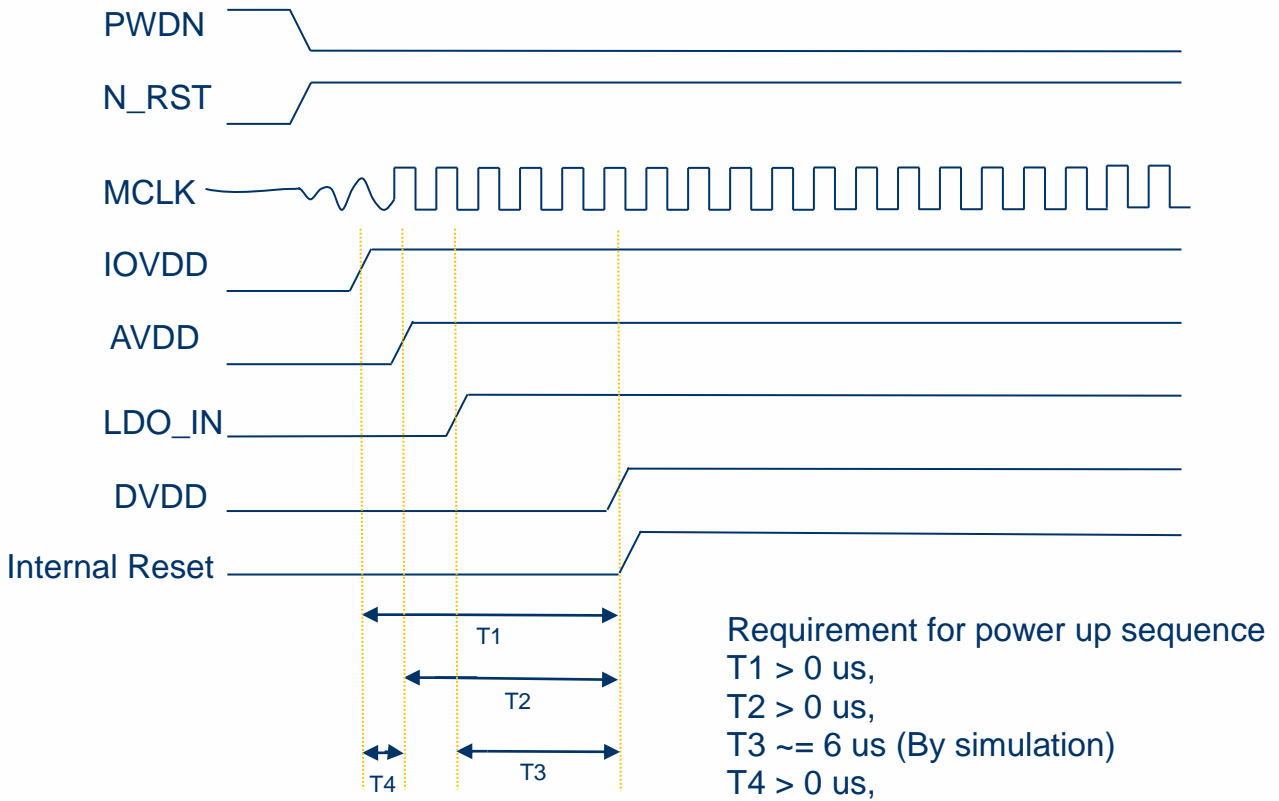 PWDN
N_RST
MCLK
IOVDD
AVDD
LDO_IN
DVDD
Internal Reset
T1
T2
T3
T4
Requirement for power up sequence
T1 > 0 us,
T2 > 0 us,
T3 ~= 6 us (By simulation)
T4 > 0 us,